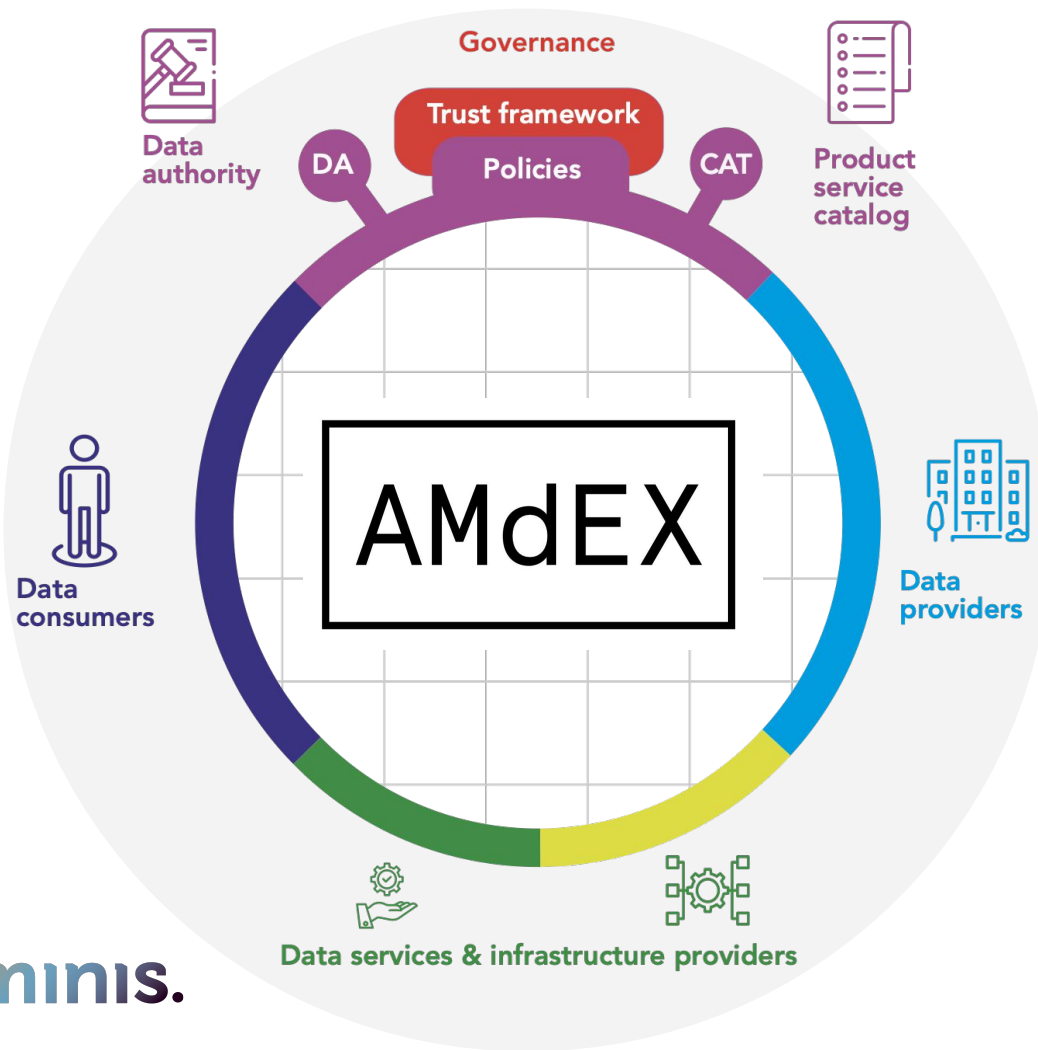 Governance
Trust framework
Policies
DA
CAT
Data
authority
Product
service
catalog
AMdEX
Data
consumers
Data
providers
Data services & infrastructure providers
minis.